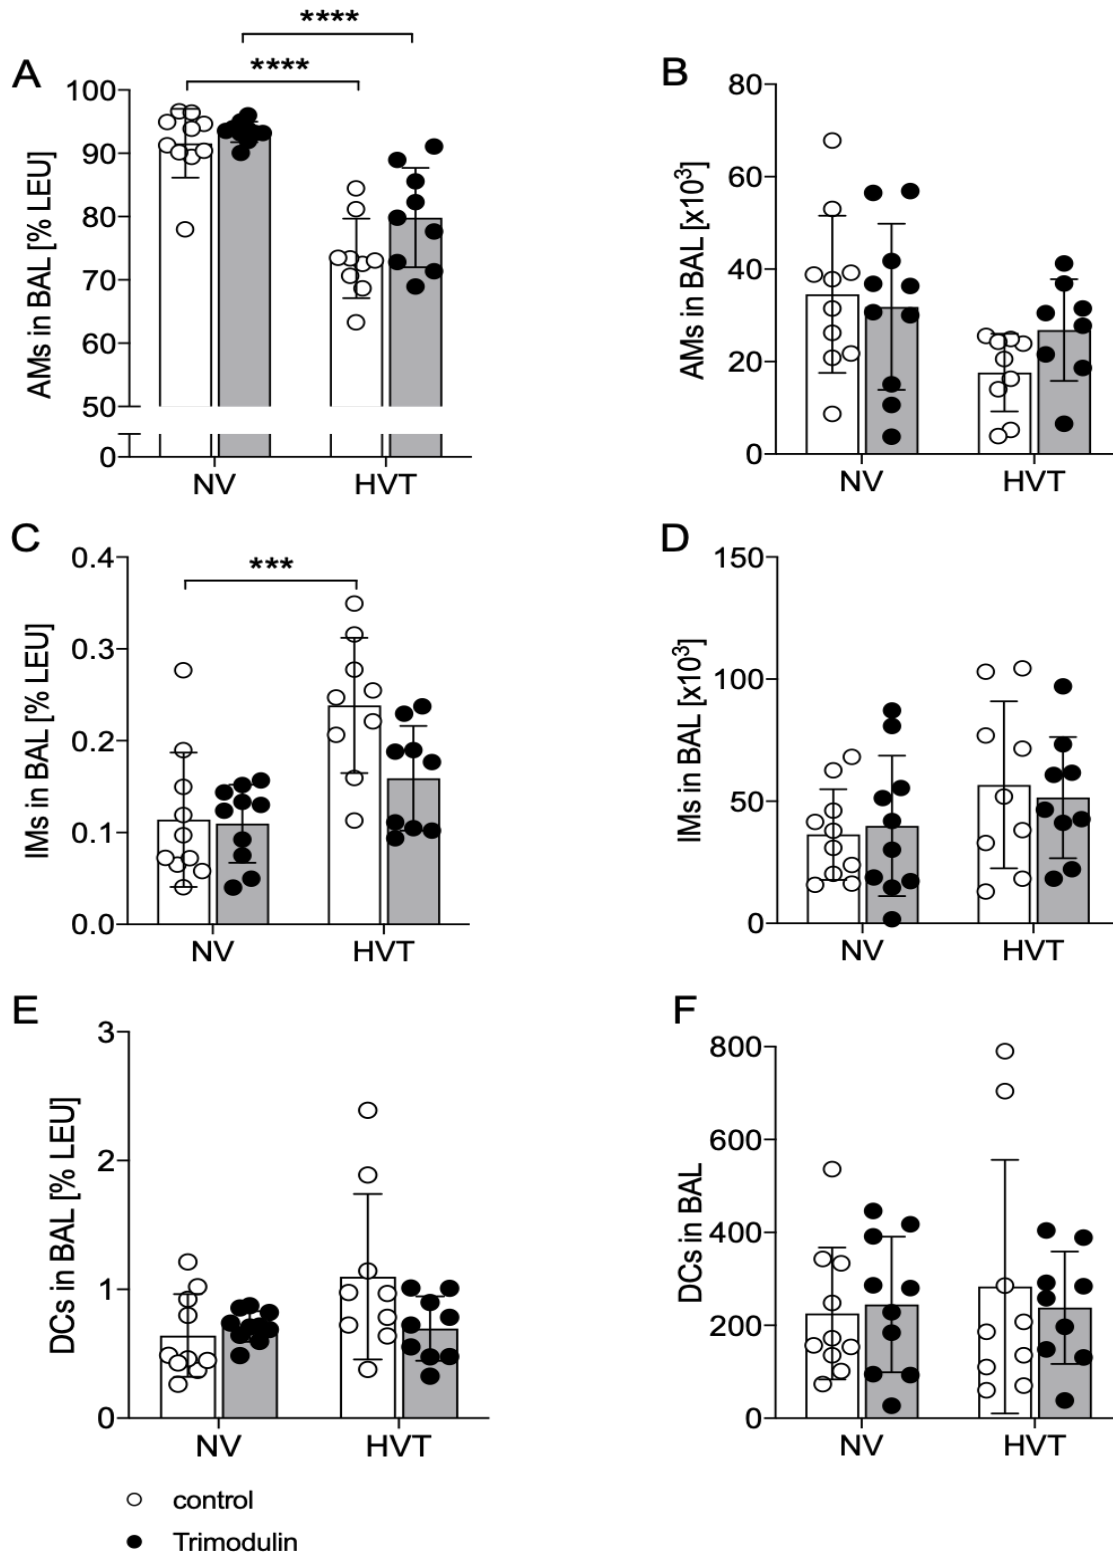 ****
****
A
AMs in BAL [% LEU]
100
90
80
70
60
50
0
NV
HVT
B
AMs in BAL [x10³]
80
60
40
20
0
NV
HVT
C
***
IMs in BAL [% LEU]
0.4
0.3
0.2
0.1
0.0
NV
HVT
D
IMs in BAL [x10³]
150
100
50
0
NV
HVT
E
DCs in BAL [% LEU]
3
2
1
0
NV
HVT
F
DCs in BAL
800
600
400
200
0
NV
HVT
control
Trimodulin